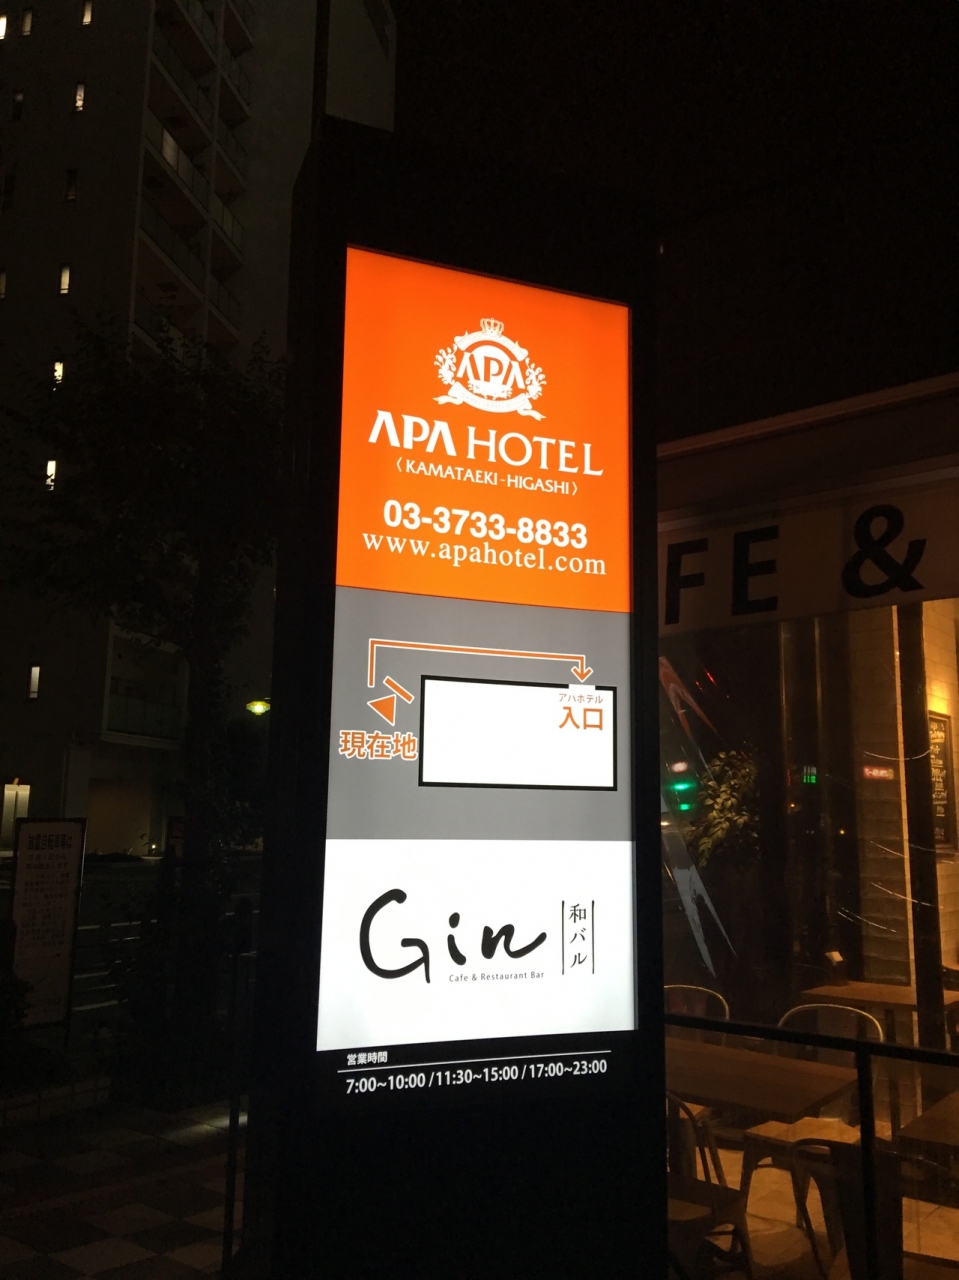 APA
APA HOTEL
〈KAMATAEKI-HIGASHI〉
03-3733-8833
www.apahotel.com
アパホテル
入口
現在地
Gin
Cafe & Restaurant Bar
和バル
営業時間
7:00~10:00 / 11:30~15:00 / 17:00~23:00
FE &